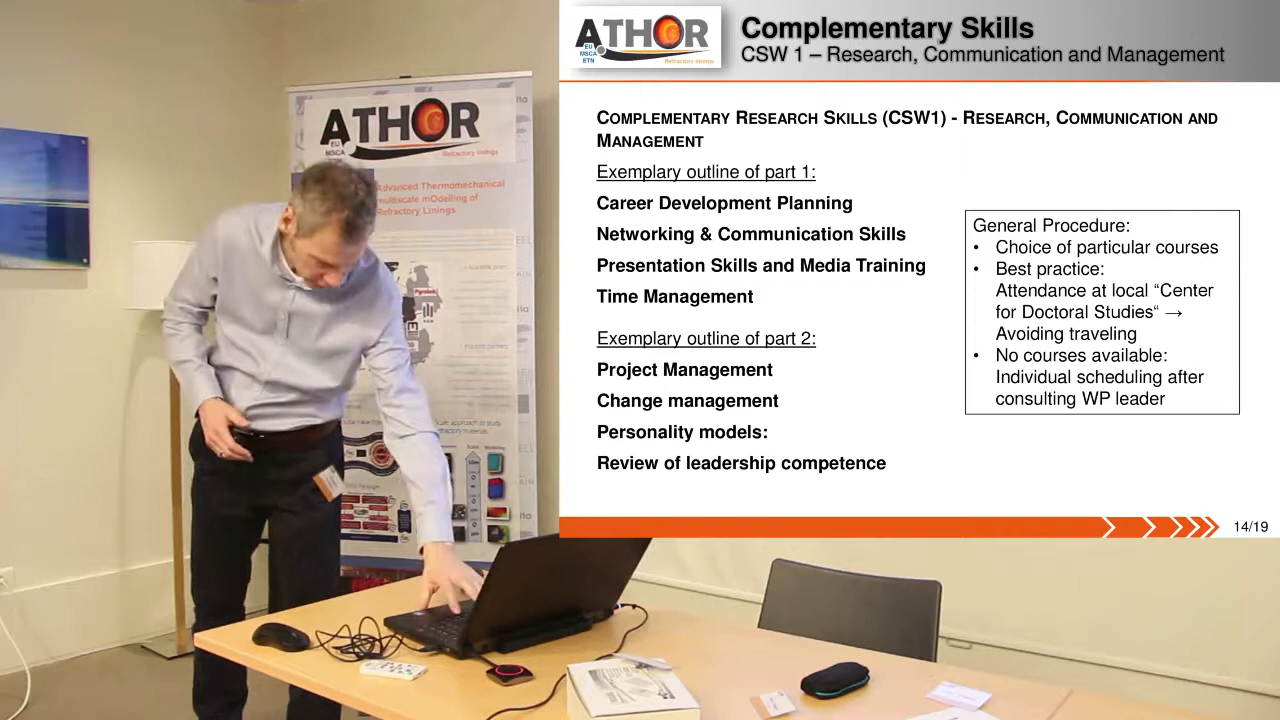 ATHOR
EU
MSCA
ETN
Refractory linings
Complementary Skills
CSW 1 – Research, Communication and Management
COMPLEMENTARY RESEARCH SKILLS (CSW1) - RESEARCH, COMMUNICATION AND
MANAGEMENT
Exemplary outline of part 1:
Career Development Planning
Networking & Communication Skills
Presentation Skills and Media Training
Time Management
Exemplary outline of part 2:
Project Management
Change management
Personality models:
Review of leadership competence
General Procedure:
• Choice of particular courses
• Best practice:
Attendance at local “Center
for Doctoral Studies“ →
Avoiding traveling
• No courses available:
Individual scheduling after
consulting WP leader
14/19
ATHOR
EU
MSCA
Refractory linings
Advanced Thermomechanical
multiscale mOdelling of
Refractory Linings